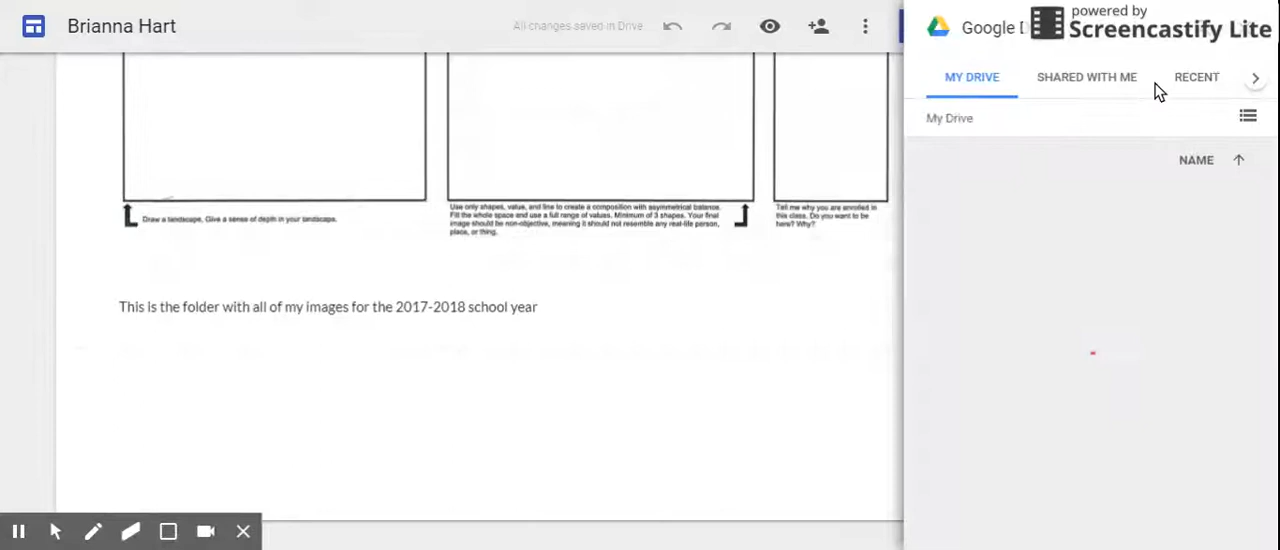 Brianna Hart
All changes saved in Drive
Google D
powered by
Screencastify Lite
MY DRIVE
SHARED WITH ME
RECENT
My Drive
NAME
Draw a landscape, Give a sense of depth in your landscape.
Use only shapes, value, and line to create a composition with asymmetrical balance.
Fill the whole space and use a full range of values. Minimum of 3 shapes. Your final
image should be non-objective, meaning it should not resemble any real-life person,
place, or thing.
Tell me why you are enrolled in
this class. Do you want to be
here? Why?
This is the folder with all of my images for the 2017-2018 school year